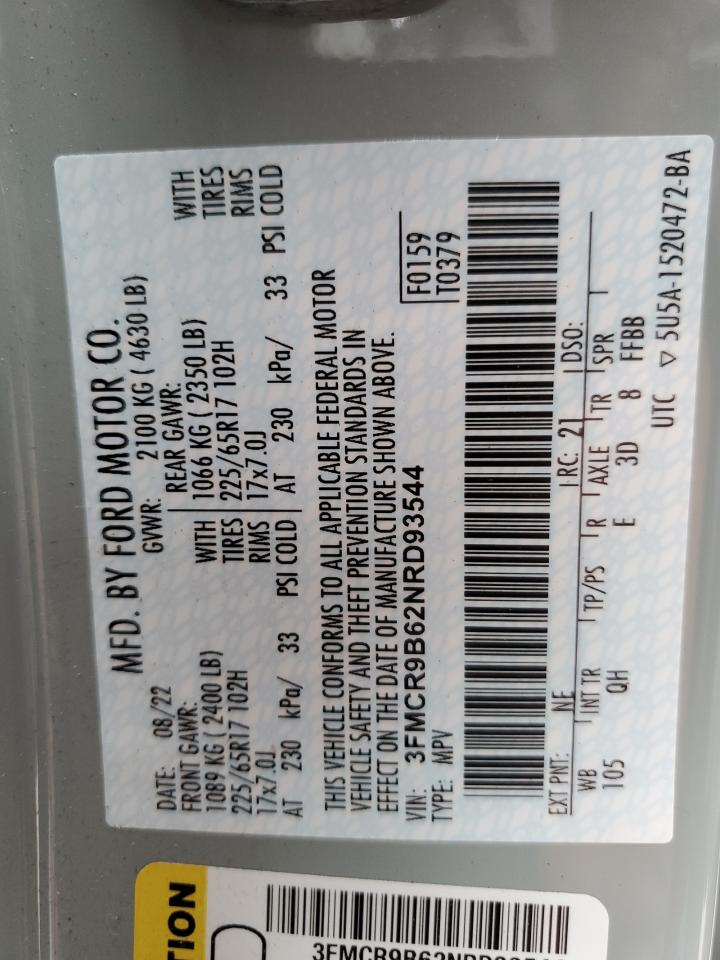 MFD. BY FORD MOTOR CO.
DATE: 08/22 GVWR: 2100 KG ( 4630 LB)
FRONT GAWR: REAR GAWR:
1089 KG ( 2400 LB) WITH 1066 KG ( 2350 LB) WITH
225/65R17 102H TIRES 225/65R17 102H TIRES
17x7.0J RIMS 17x7.0J RIMS
AT 230 kPa/ 33 PSI COLD AT 230 kPa/ 33 PSI COLD
THIS VEHICLE CONFORMS TO ALL APPLICABLE FEDERAL MOTOR
VEHICLE SAFETY AND THEFT PREVENTION STANDARDS IN
EFFECT ON THE DATE OF MANUFACTURE SHOWN ABOVE.
VIN: 3FMCR9B62NRD93544 F0159
TYPE: MPV T0379
EXT PNT: NE RC: 21 DSO:
WB INT TR TP/PS R AXLE TR SPR
105 QH E 3D 8 FFBB
UTC ▽ 5U5A-1520472-BA